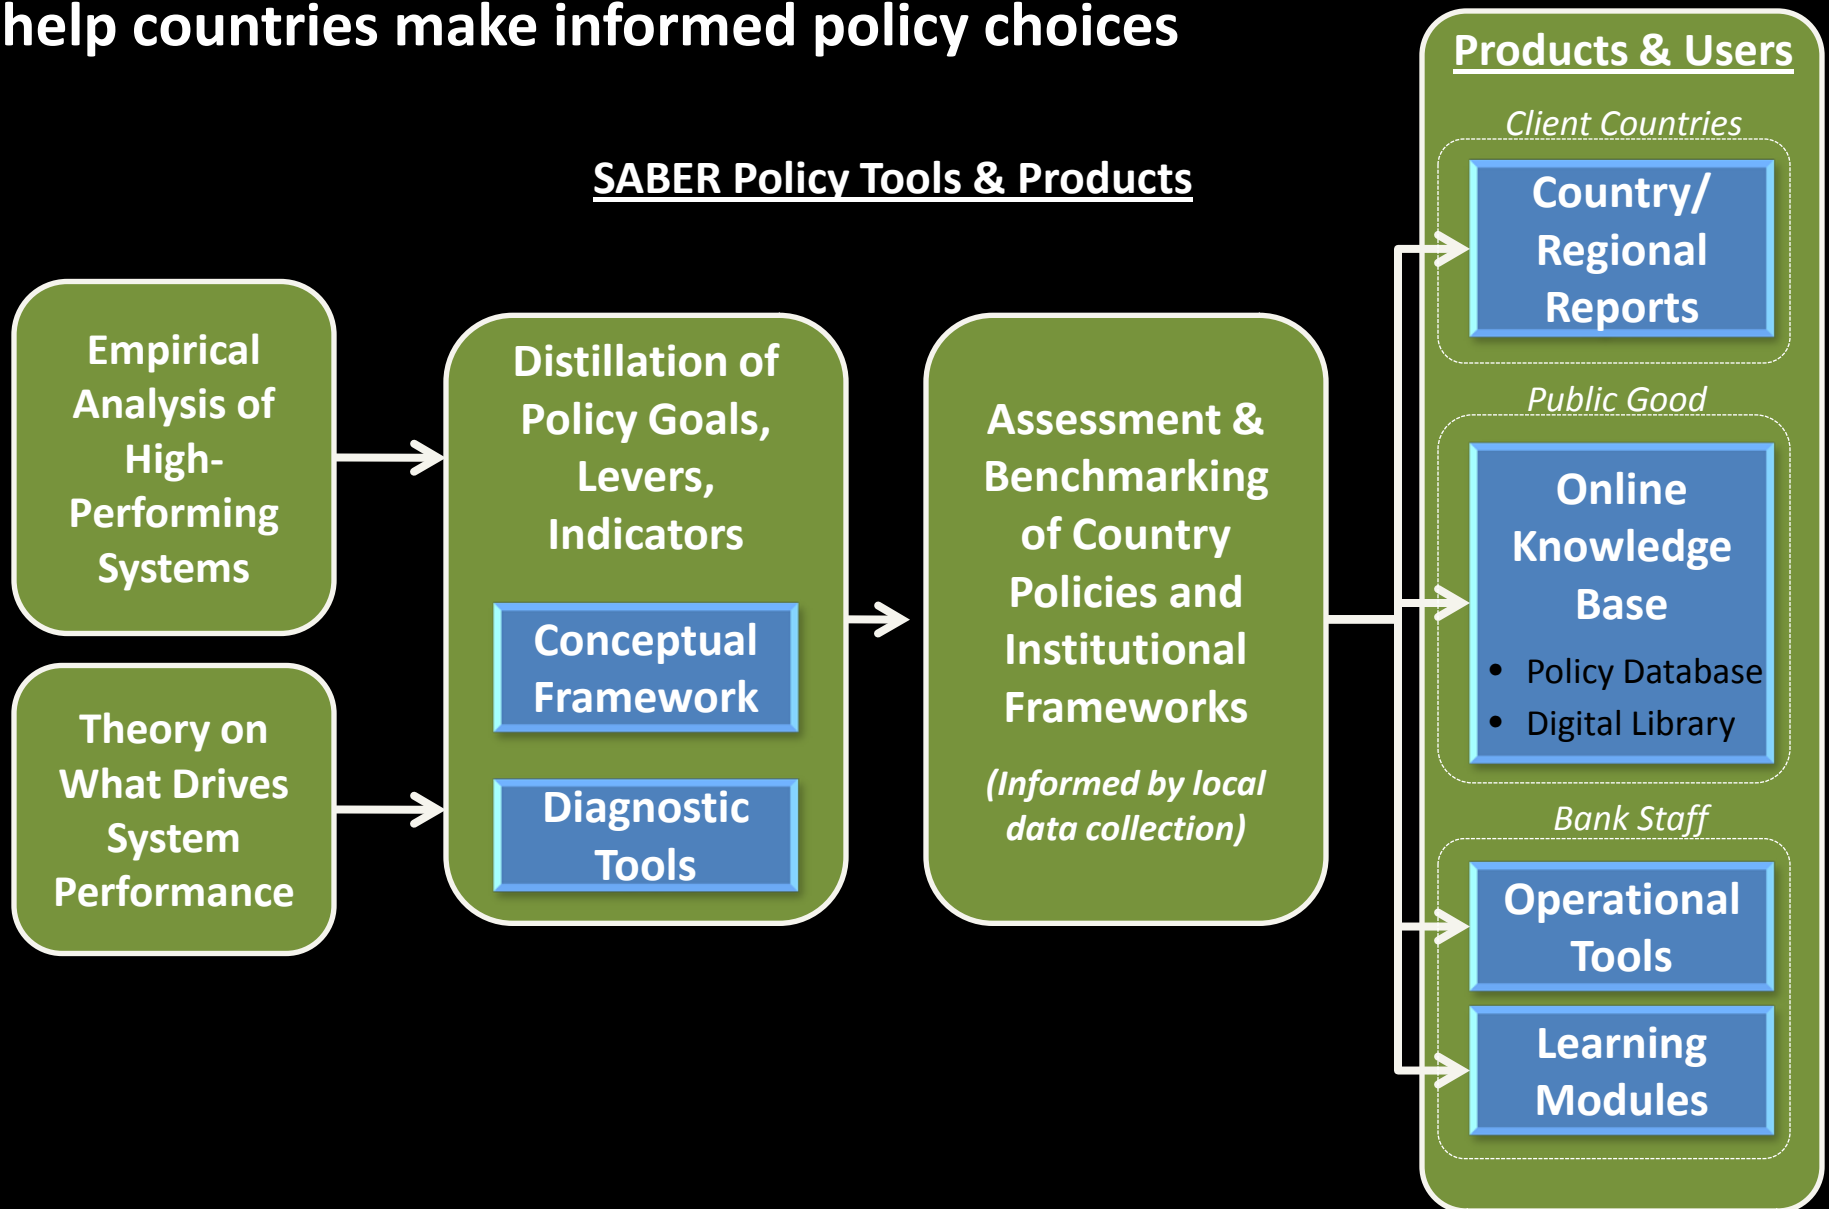 help countries make informed policy choices
SABER Policy Tools & Products
Empirical
Analysis of
High-
Performing
Systems
Theory on
What Drives
System
Performance
Distillation of
Policy Goals,
Levers,
Indicators
Conceptual
Framework
Diagnostic
Tools
Assessment &
Benchmarking
of Country
Policies and
Institutional
Frameworks
(Informed by local
data collection)
Products & Users
Client Countries
Country/
Regional
Reports
Public Good
Online
Knowledge
Base
• Policy Database
• Digital Library
Bank Staff
Operational
Tools
Learning
Modules